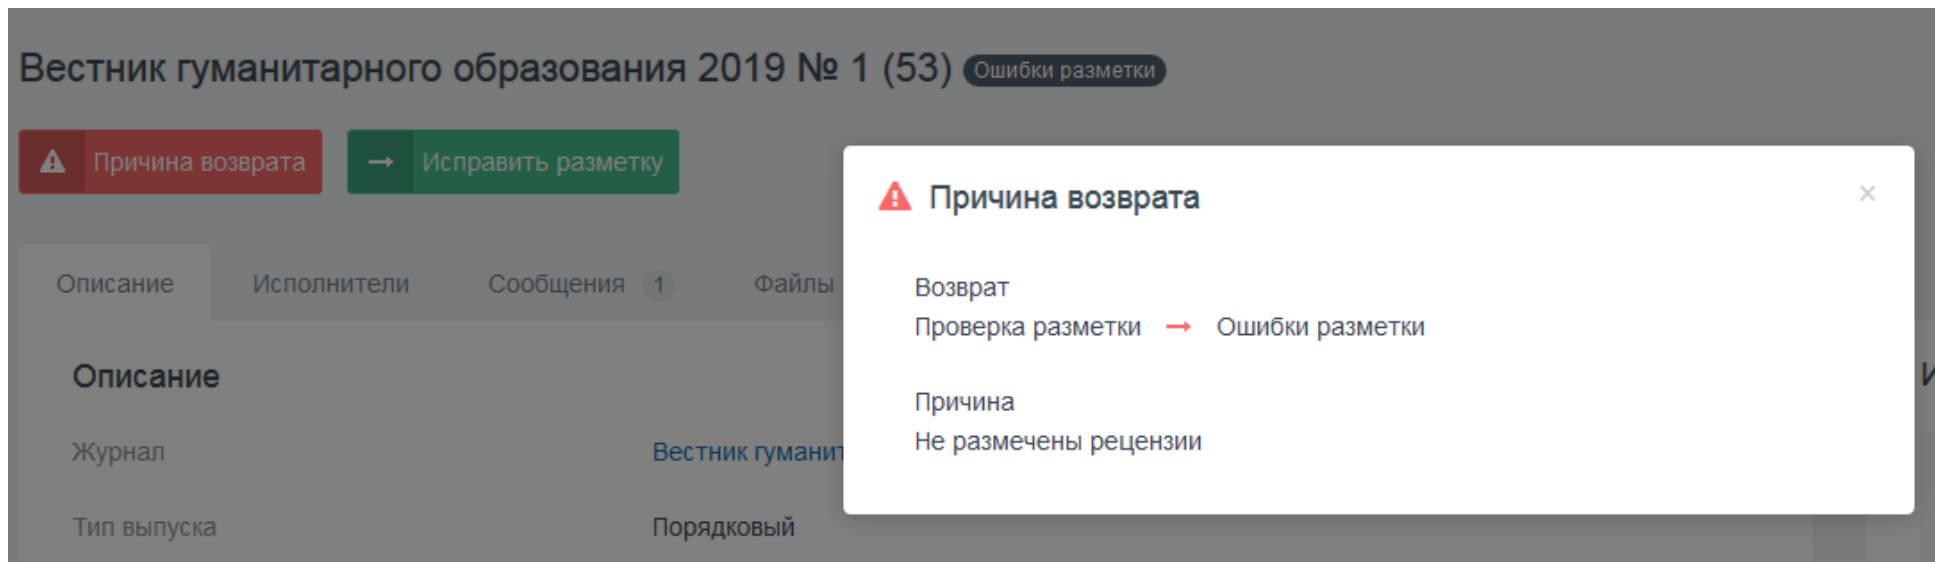 Вестник гуманитарного образования 2019 № 1 (53) Ошибки разметки
Причина возврата → Исправить разметку
Описание Исполнители Сообщения 1 Файлы
Описание
Журнал Вестник
Тип выпуска Порядковый
Причина возврата ×
Возврат
Проверка разметки → Ошибки разметки
Причина
Не размечены рецензии